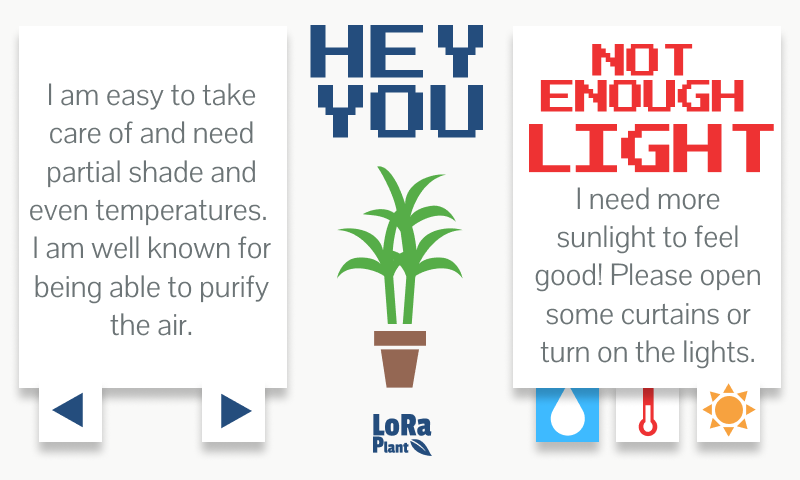 I am easy to take
care of and need
partial shade and
even temperatures.
I am well known for
being able to purify
the air.
HEY
YOU
LoRa
Plant
NOT
ENOUGH
LIGHT
I need more
sunlight to feel
good! Please open
some curtains or
turn on the lights.